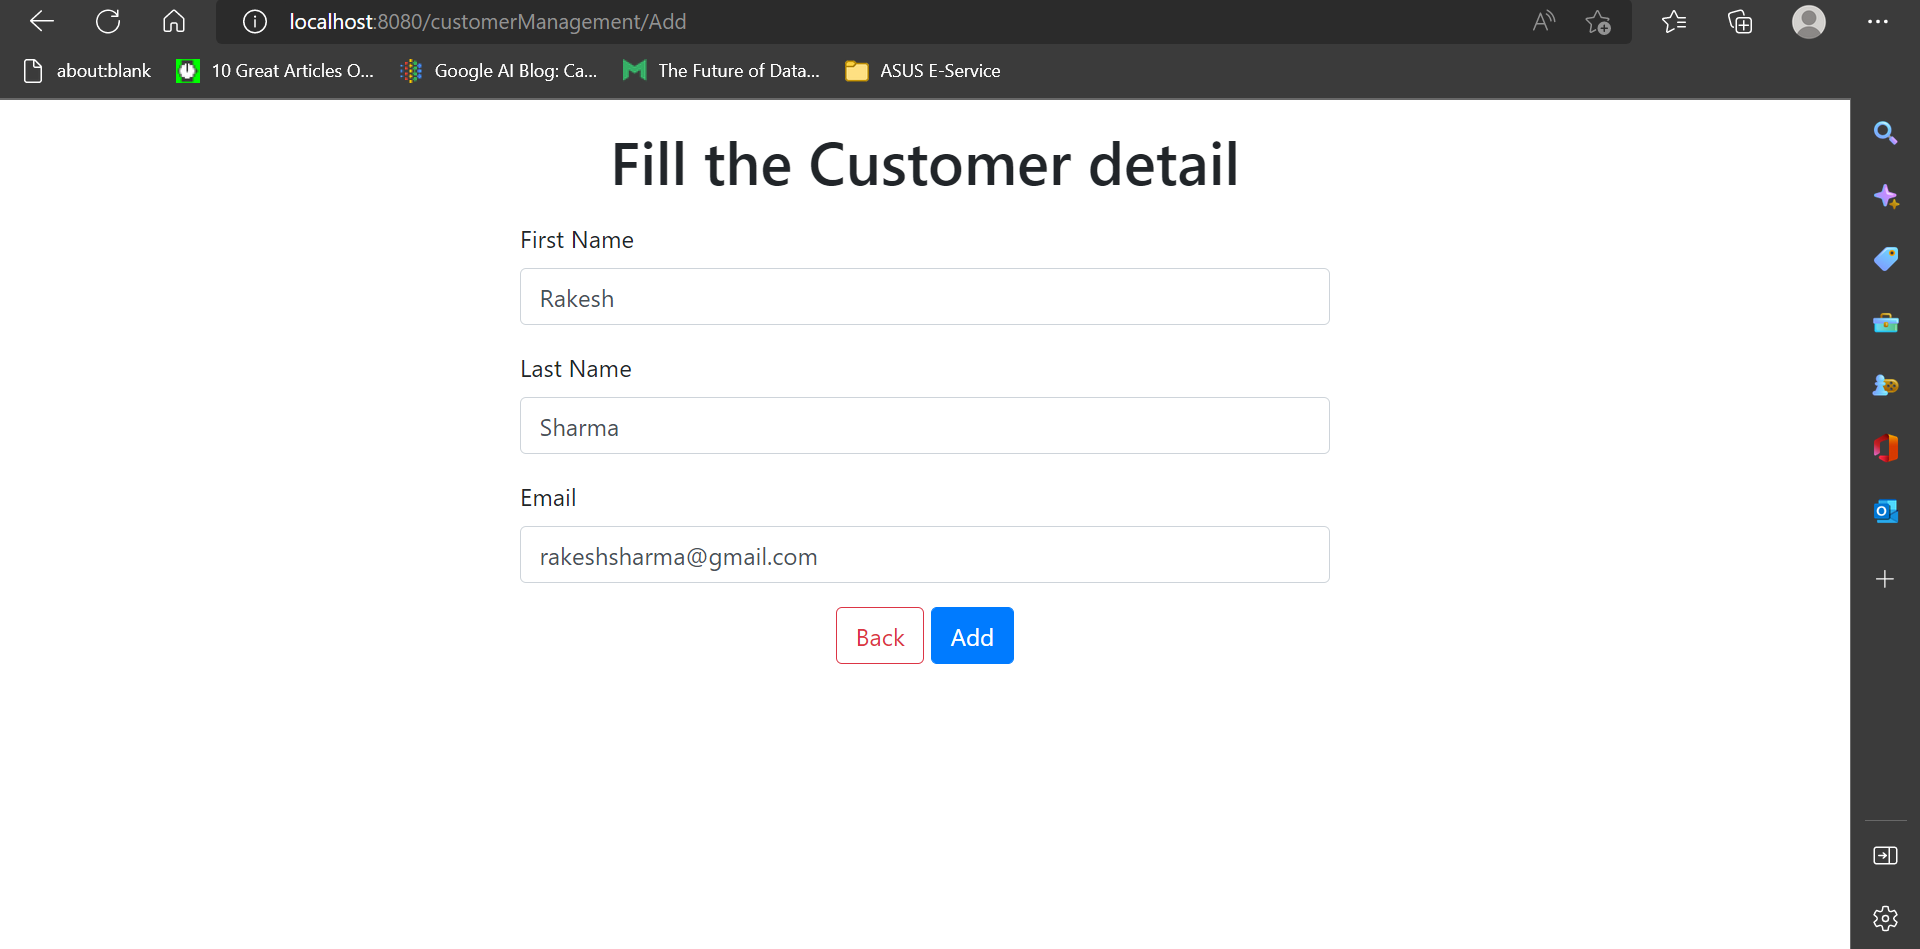 localhost:8080/customerManagement/Add
about:blank 10 Great Articles O... Google AI Blog: Ca... The Future of Data... ASUS E-Service
Fill the Customer detail
First Name
Rakesh
Last Name
Sharma
Email
rakeshsharma@gmail.com
Back Add